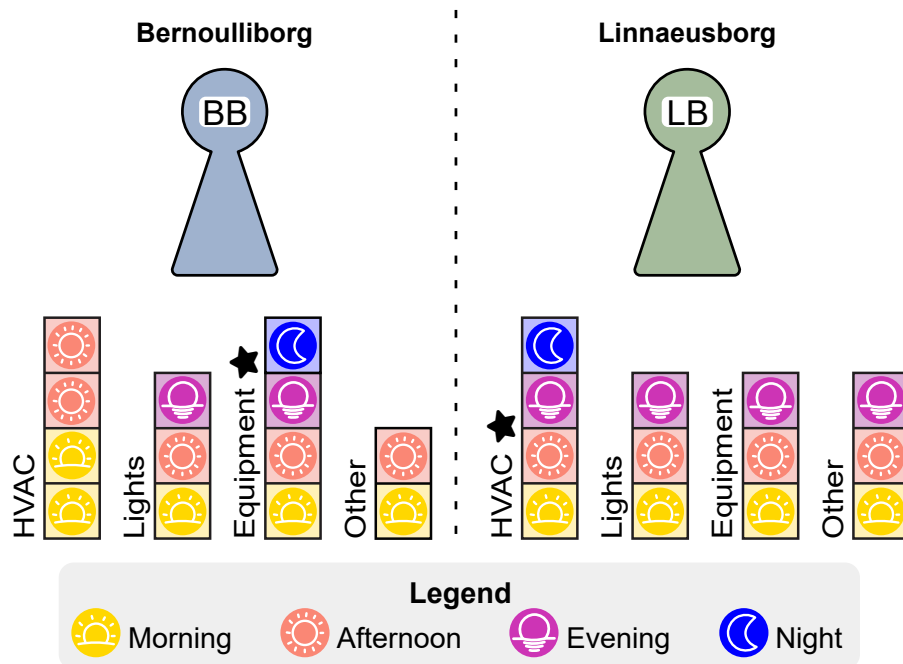 Bernoulliborg
Linnaeusborg
BB
LB
HVAC
Lights
Equipment
Other
HVAC
Lights
Equipment
Other
Legend
Morning
Afternoon
Evening
Night